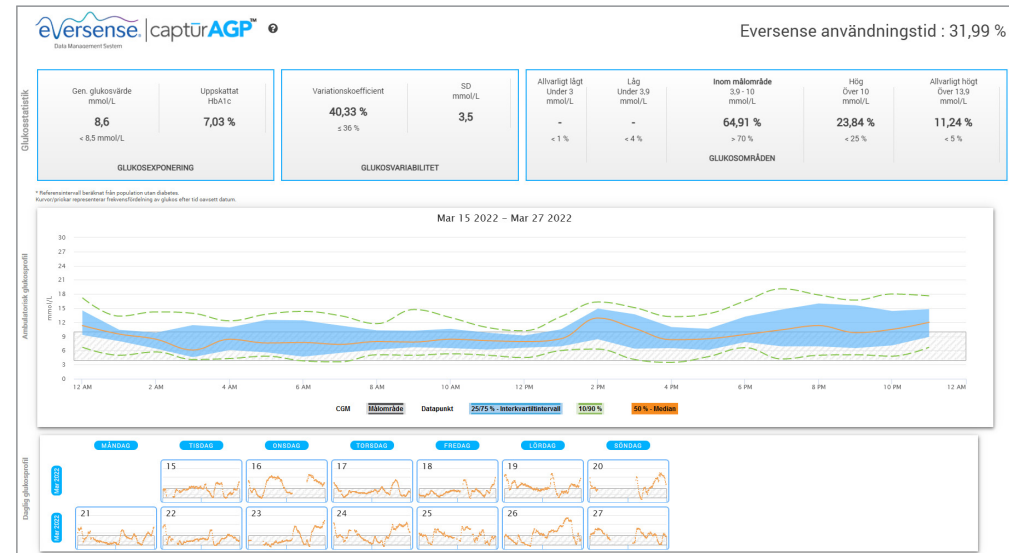 eversense. | captūrAGP™ ?
Data Management System
Eversense användningstid : 31,99 %
Glukosstatistik
Gen. glukosvärde
mmol/L
8,6
< 8,5 mmol/L
Uppskattat
HbA1c
7,03 %
GLUKOSEXPONERING
Variationskoefficient
40,33 %
≤ 36 %
SD
mmol/L
3,5
GLUKOSVARIABILITET
Allvarligt lågt
Under 3
mmol/L
-
< 1 %
Låg
Under 3,9
mmol/L
-
< 4 %
Inom målområde
3,9 - 10
mmol/L
64,91 %
> 70 %
Hög
Över 10
mmol/L
23,84 %
< 25 %
Allvarligt högt
Över 13,9
mmol/L
11,24 %
< 5 %
GLUKOSOMRÅDEN
* Referensintervall beräknat från population utan diabetes.
Kurvor/prickar representerar frekvensfördelning av glukos efter tid oavsett datum.
Ambulatorisk glukosprofil
Mar 15 2022 – Mar 27 2022
mmol/L
30
27
24
21
18
15
12
9
6
3
0
12 AM 2 AM 4 AM 6 AM 8 AM 10 AM 12 PM 2 PM 4 PM 6 PM 8 PM 10 PM 12 AM
CGM Målområde Datapunkt 25/75 % - Interkvartiltintervall 10/90 % 50 % - Median
Daglig glukosprofil
MÅNDAG TISDAG ONSDAG TORSDAG FREDAG LÖRDAG SÖNDAG
Mar 2022
15 16 17 18 19 20
Mar 2022
21 22 23 24 25 26 27